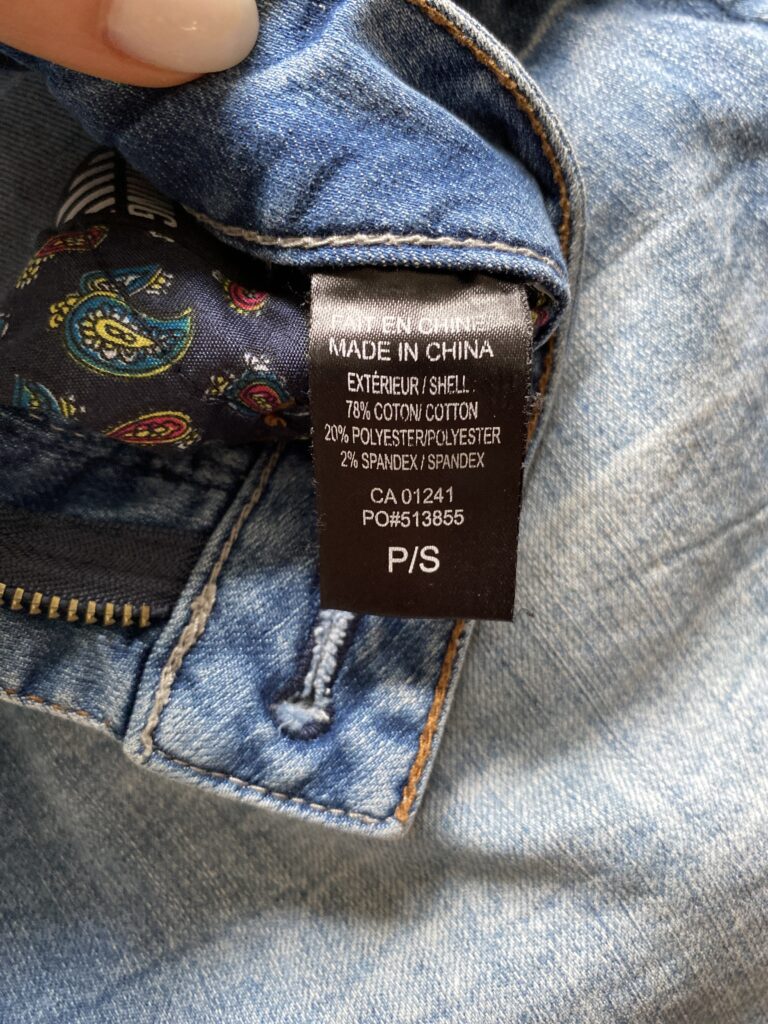 FAIT EN CHINE
MADE IN CHINA
EXTÉRIEUR / SHELL
78% COTON/ COTTON
20% POLYESTER/POLYESTER
2% SPANDEX / SPANDEX
CA 01241
PO#513855
P/S